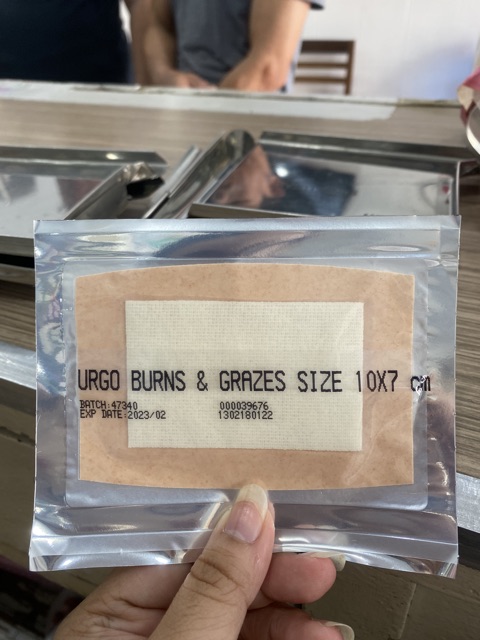 URGO BURNS & GRAZES SIZE 10X7 cm
BATCH:47340 000039676
EXP DATE:2023/02 1302180122